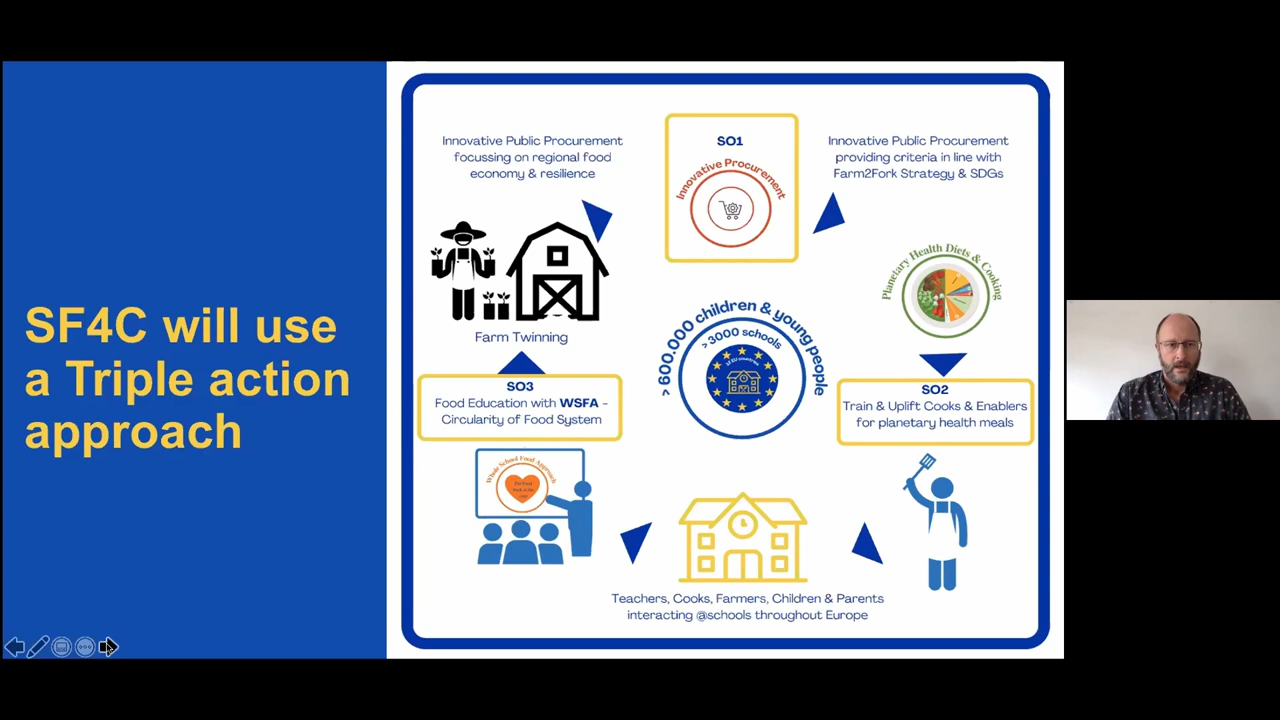 SF4C will use
a Triple action
approach
Innovative Public Procurement
focussing on regional food
economy & resilience
SO1
Innovative Procurement
Innovative Public Procurement
providing criteria in line with
Farm2Fork Strategy & SDGs
Farm Twinning
> 600.000 children & young people
> 3000 schools
Planetary Health Diets & Cooking
SO3
Food Education with WSFA -
Circularity of Food System
SO2
Train & Uplift Cooks & Enablers
for planetary health meals
Whole School Food Approach
Teachers, Cooks, Farmers, Children & Parents
interacting @schools throughout Europe